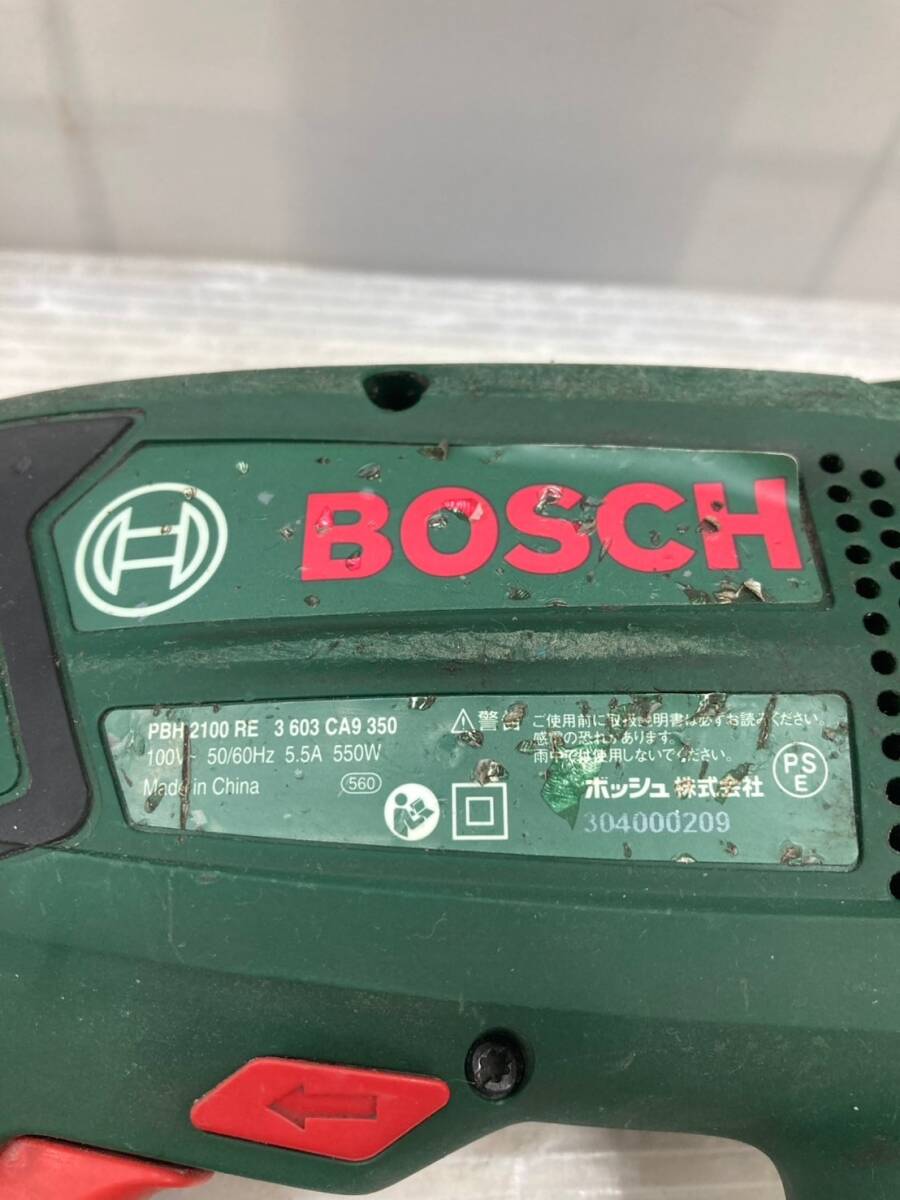 BOSCH
PBH 2100 RE 3 603 CA9 350
100V~ 50/60Hz 5.5A 550W
Made in China
560
⚠警告
ご使用前に取扱説明書は必ずお読みください。
感電の恐れがあります。
雨中では使用しないでください。
ボッシュ株式会社
304000209
PS
E